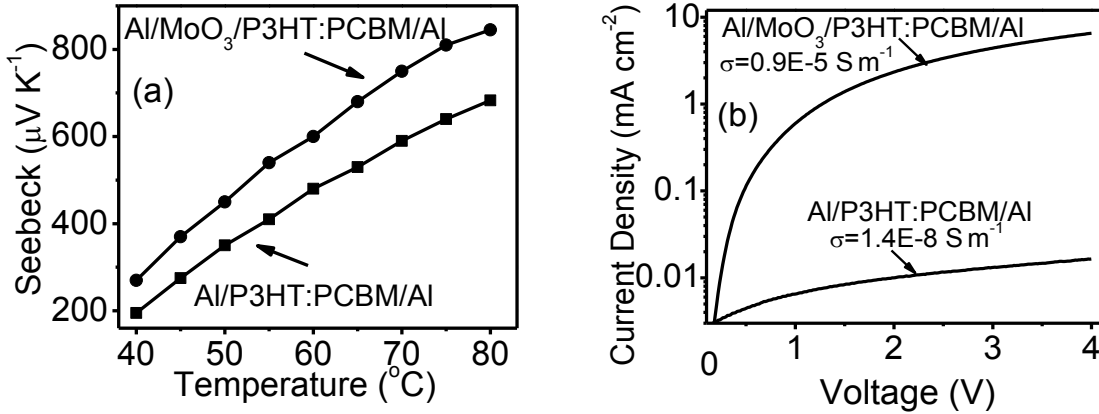 Al/MoO₃/P3HT:PCBM/Al
(a)
Al/P3HT:PCBM/Al
Seebeck (μV K⁻¹)
800
600
400
200
40 50 60 70 80
Temperature (°C)
Al/MoO₃/P3HT:PCBM/Al
σ=0.9E-5 S m⁻¹
(b)
Al/P3HT:PCBM/Al
σ=1.4E-8 S m⁻¹
Current Density (mA cm⁻²)
10
1
0.1
0.01
0 1 2 3 4
Voltage (V)